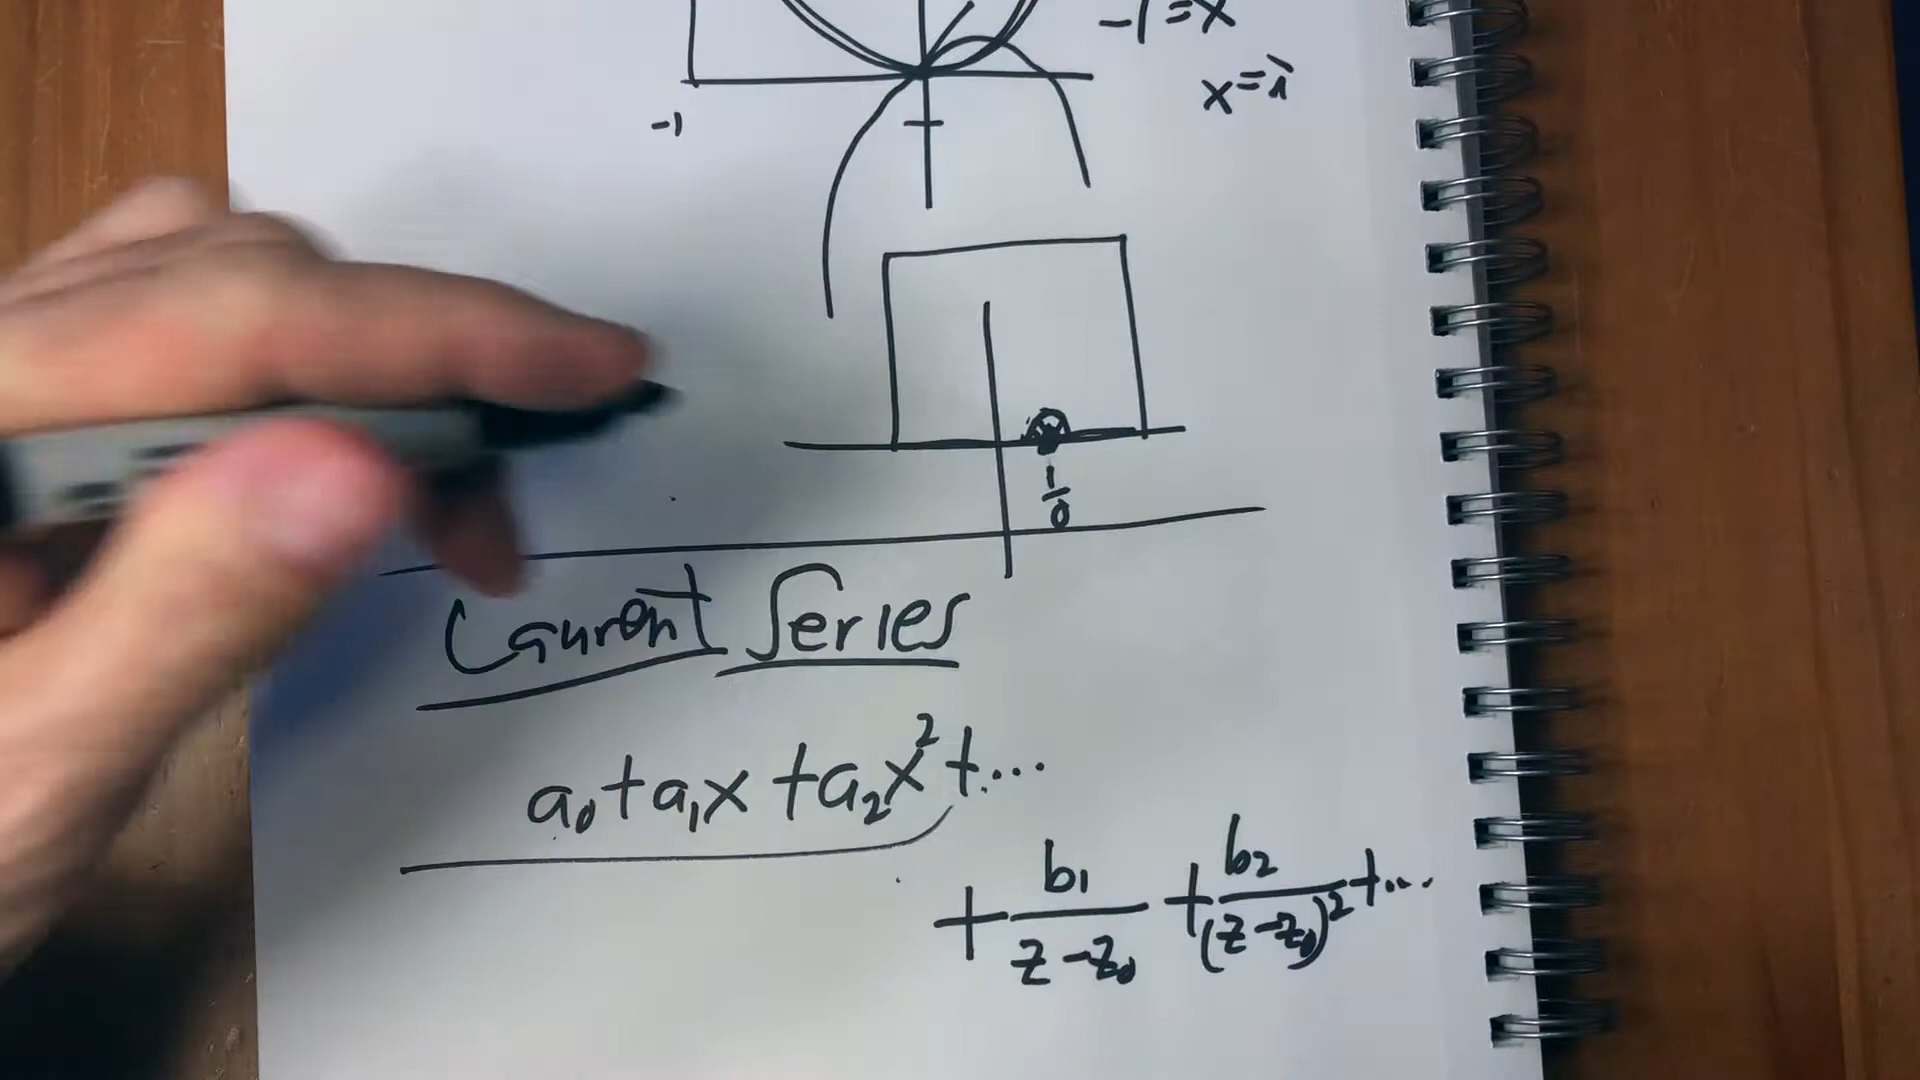 -1=x
x=i
-1
1/0
Laurent Series
a₀+a₁x+a₂x²+...
+ b₁/(z-z₀) + b₂/(z-z₀)² + ...